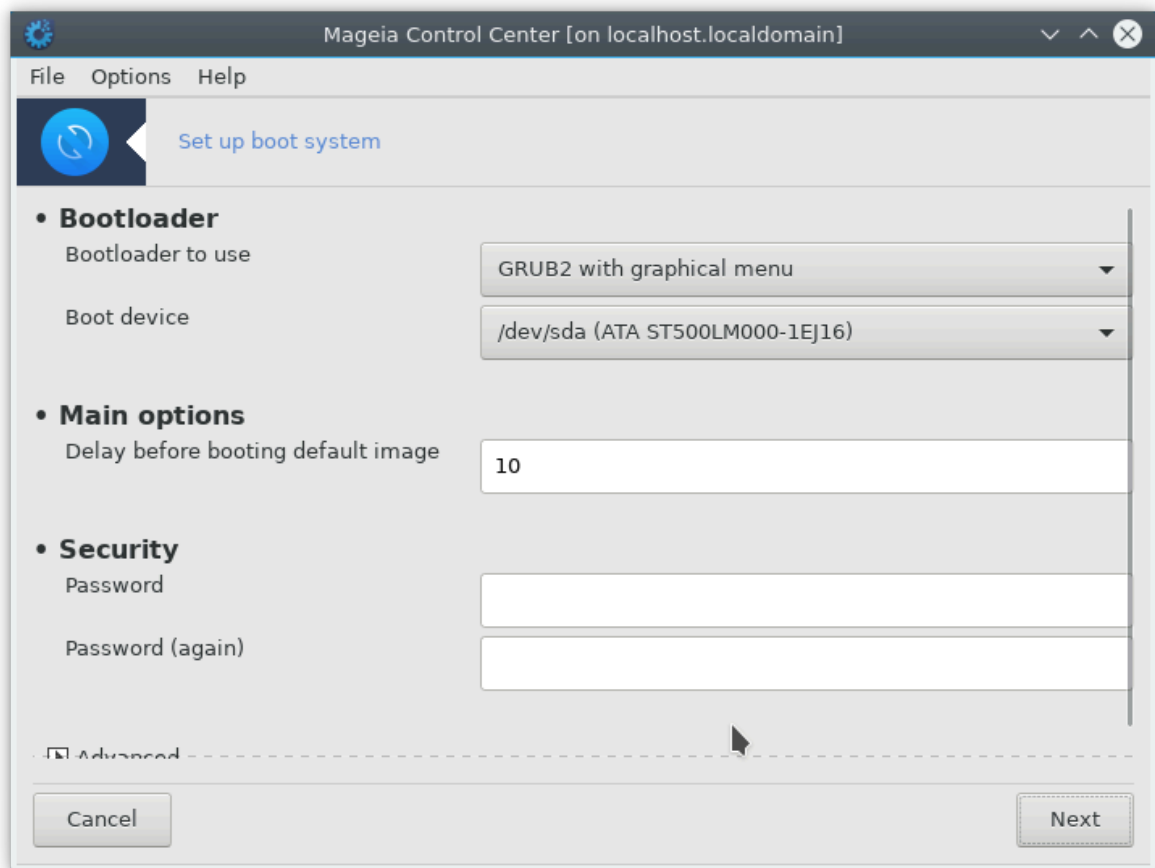 Mageia Control Center [on localhost.localdomain]
File Options Help
Set up boot system
• Bootloader
Bootloader to use
GRUB2 with graphical menu
Boot device
/dev/sda (ATA ST500LM000-1EJ16)
• Main options
Delay before booting default image
10
• Security
Password
Password (again)
Advanced
Cancel
Next